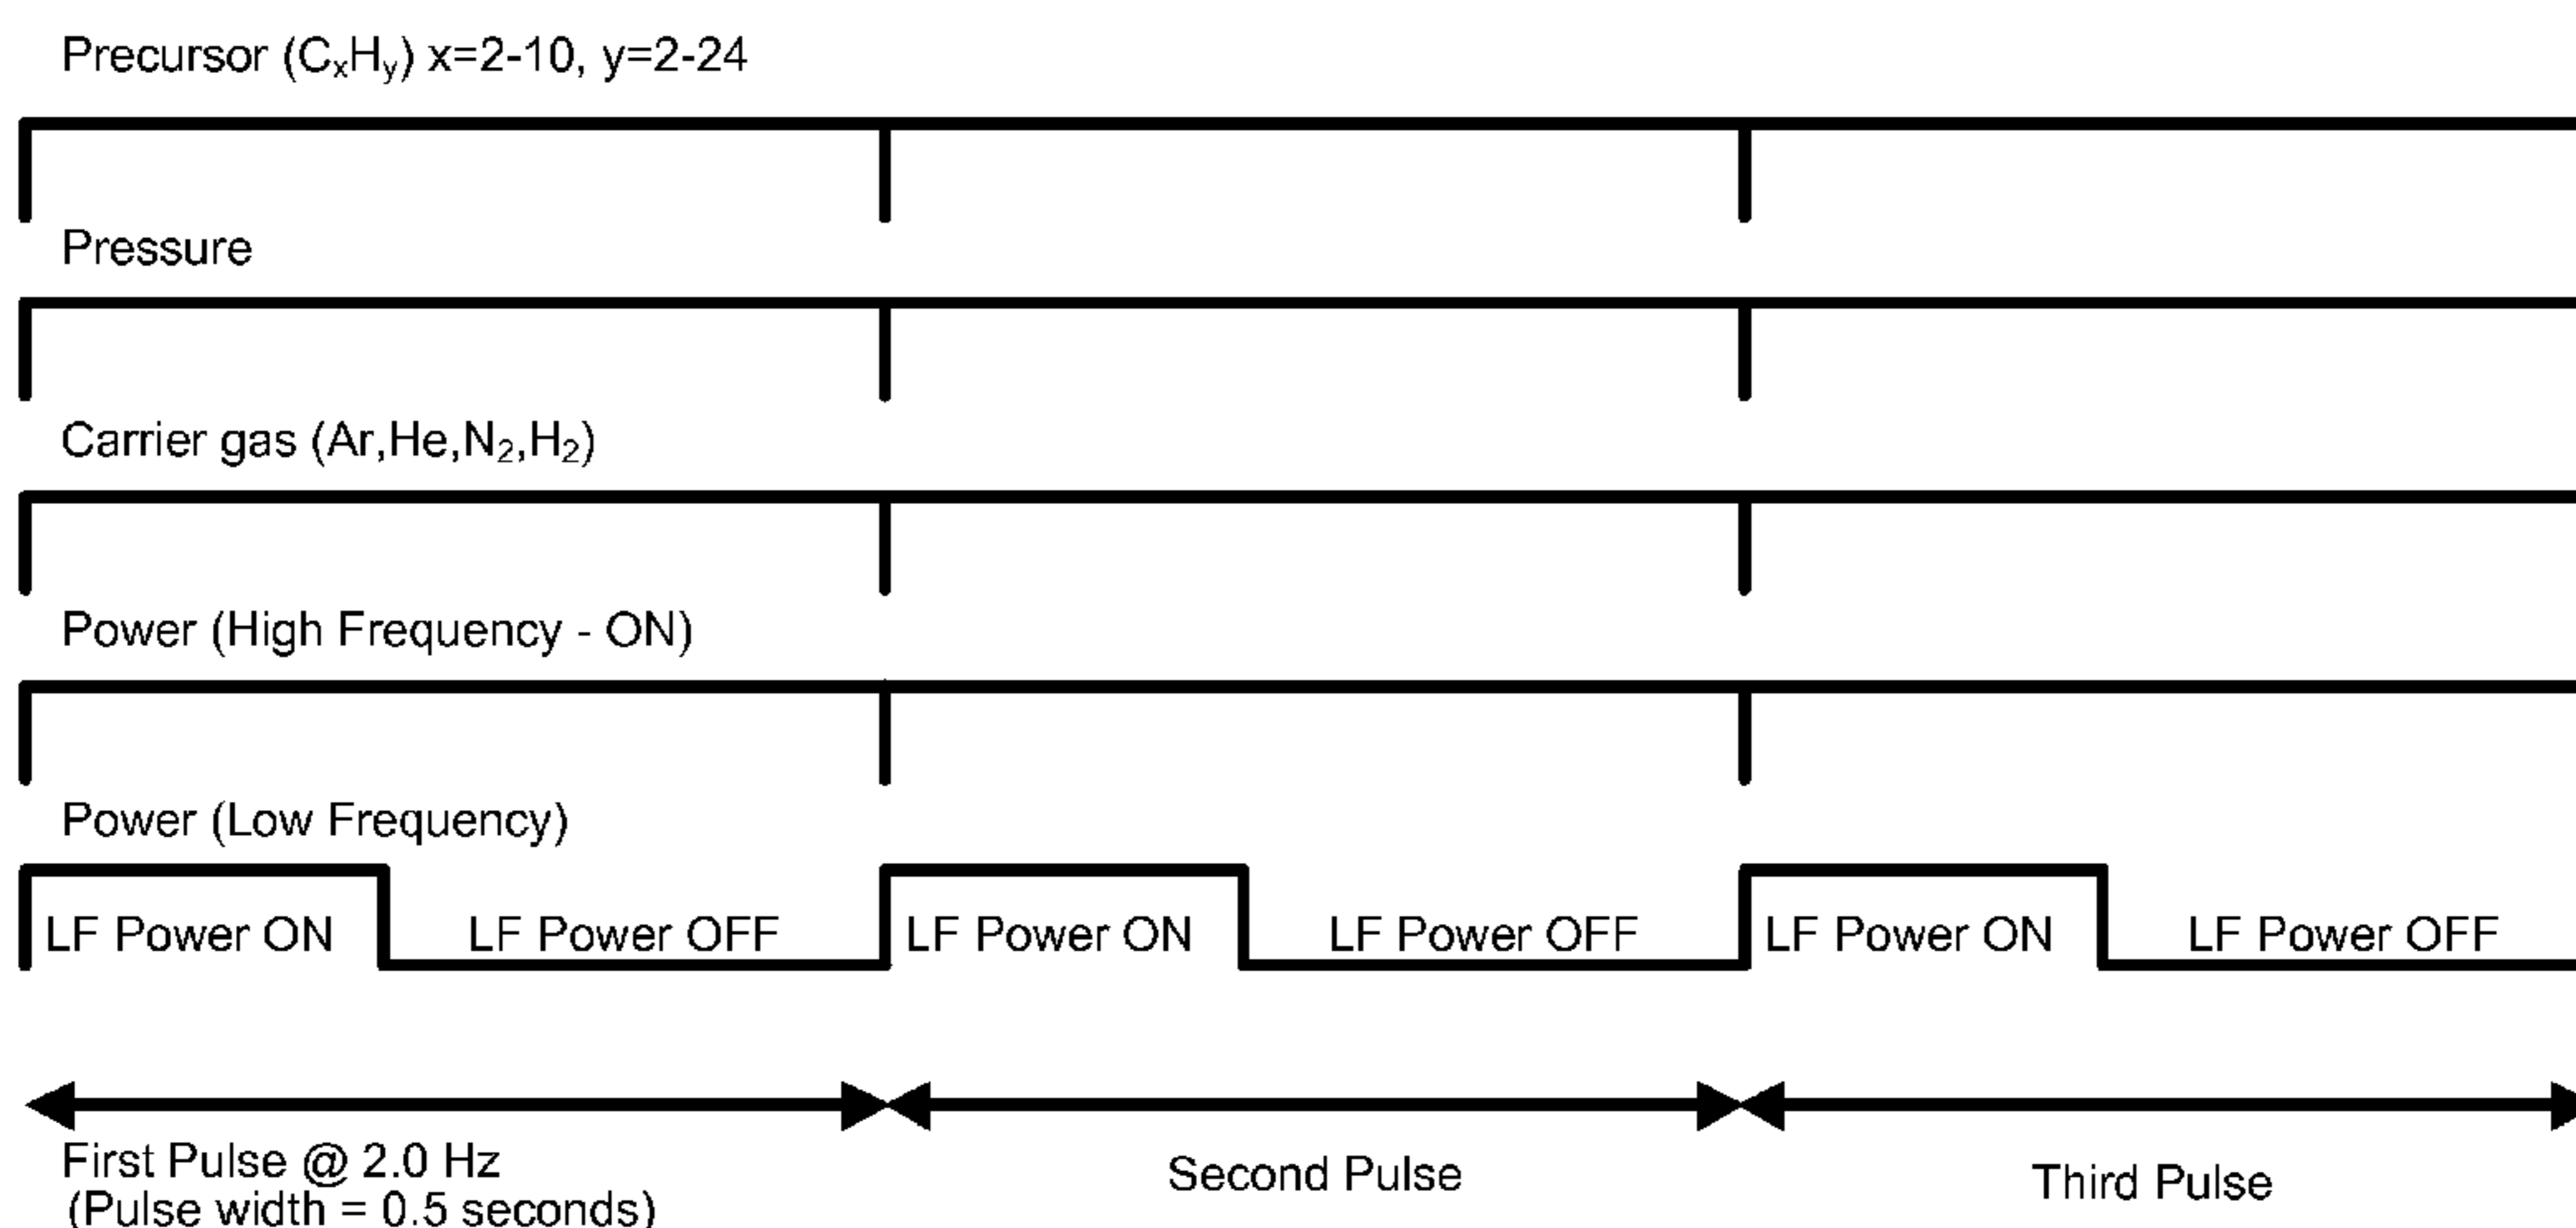 Precursor (CxHy) x=2-10, y=2-24
Pressure
Carrier gas (Ar,He,N2,H2)
Power (High Frequency - ON)
Power (Low Frequency)
LF Power ON LF Power OFF LF Power ON LF Power OFF LF Power ON LF Power OFF
First Pulse @ 2.0 Hz
(Pulse width = 0.5 seconds)
Second Pulse
Third Pulse